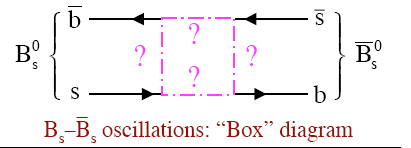 b̅ ? s̅
B⁰ₛ { ? ? } B̅⁰ₛ
s ? b
Bₛ–B̅ₛ oscillations: “Box” diagram